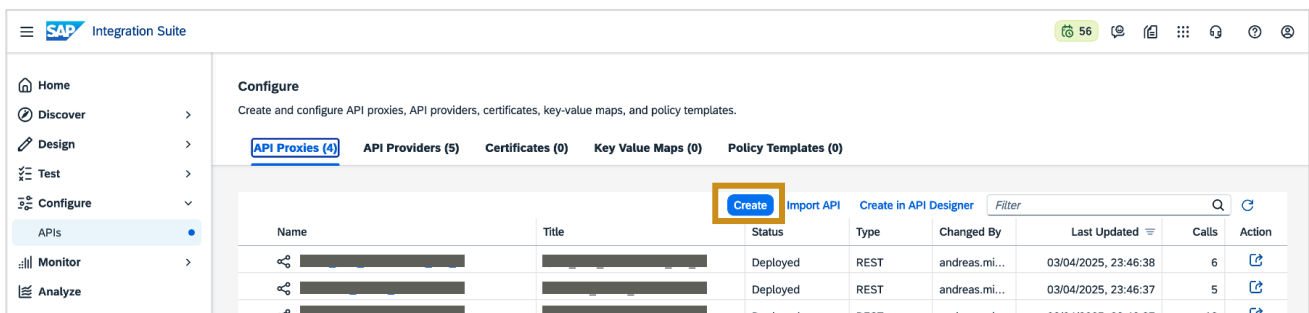 SAP Integration Suite 56
Home
Discover
Design
Test
Configure
APIs
Monitor
Analyze
Configure
Create and configure API proxies, API providers, certificates, key-value maps, and policy templates.
API Proxies (4) API Providers (5) Certificates (0) Key Value Maps (0) Policy Templates (0)
Create Import API Create in API Designer Filter
Name Title Status Type Changed By Last Updated Calls Action
Deployed REST andreas.mi... 03/04/2025, 23:46:38 6
Deployed REST andreas.mi... 03/04/2025, 23:46:37 5